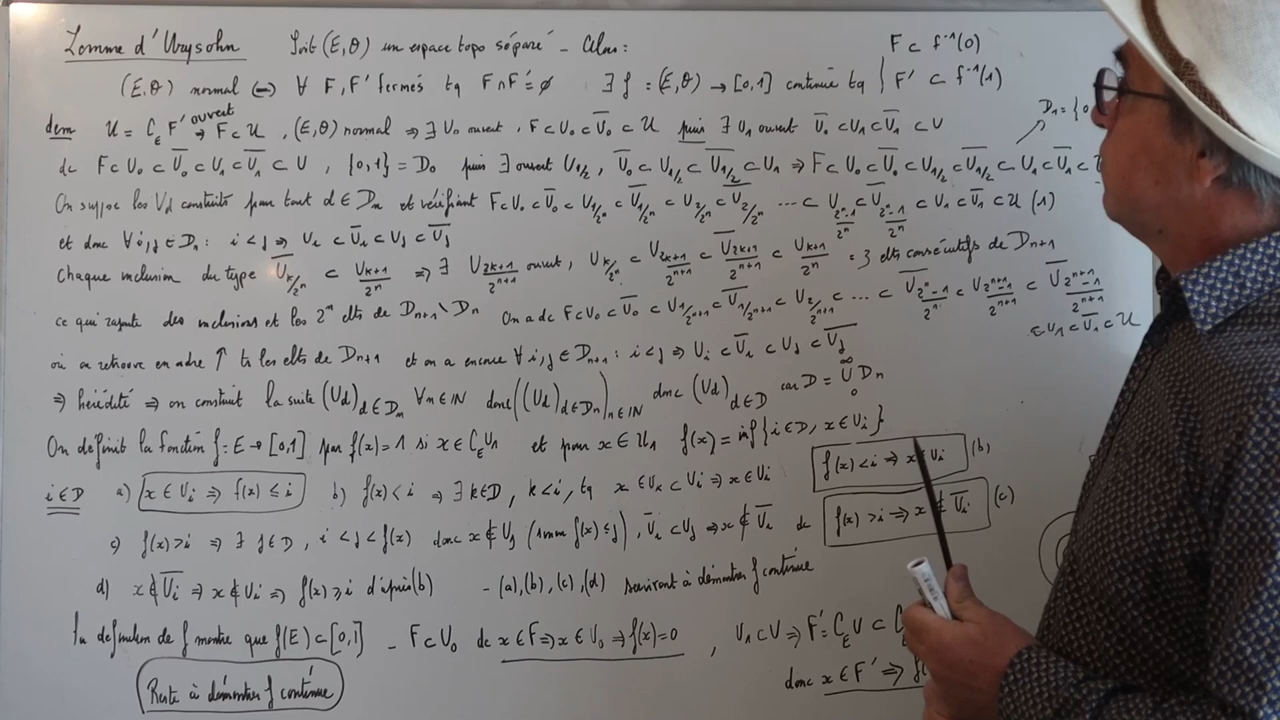 Lemme d'Urysohn   Soit (E,θ) un espace topo séparé _ Alors :
(E,θ) normal ⟺ ∀ F, F' fermés tq F∩F'=∅   ∃ f : (E,θ) → [0,1] continue tq | F ⊂ f⁻¹(0)
F' ⊂ f⁻¹(1)
dem   U = C_E F' ouvert → F⊂U , (E,θ) normal ⇒ ∃ U₀ ouvert, F⊂U₀⊂Ū₀⊂U puis ∃ U₁ ouvert Ū₀⊂U₁⊂Ū₁⊂U
D₁ = {0
dc F⊂U₀⊂Ū₀⊂U₁⊂Ū₁⊂U , {0,1} = D₀ puis ∃ ouvert U_{1/2}, Ū₀⊂U_{1/2}⊂Ū_{1/2}⊂U₁ ⇒ F⊂U₀⊂Ū₀⊂U_{1/2}⊂Ū_{1/2}⊂U₁⊂Ū₁⊂
On suppose les U_d construits pour tout d∈D_n et vérifiant F⊂U₀⊂Ū₀⊂U_{1/2ⁿ}⊂Ū_{1/2ⁿ}⊂U_{2/2ⁿ}⊂Ū_{2/2ⁿ} ... ⊂ U_{(2ⁿ-1)/2ⁿ}⊂Ū_{(2ⁿ-1)/2ⁿ}⊂U₁⊂Ū₁⊂U (1)
et donc ∀ i,j∈D_n : i<j ⇒ U_i⊂Ū_i⊂U_j⊂Ū_j
Chaque inclusion du type Ū_{k/2ⁿ} ⊂ U_{(k+1)/2ⁿ} ⇒ ∃ U_{(2k+1)/2ⁿ⁺¹} ouvert, U_{k/2ⁿ}⊂U_{(2k+1)/2ⁿ⁺¹}⊂Ū_{(2k+1)/2ⁿ⁺¹}⊂U_{(k+1)/2ⁿ} = 3 elts consécutifs de D_{n+1}
ce qui rajoute des inclusions et les 2ⁿ elts de D_{n+1}\D_n   On a dc F⊂U₀⊂Ū₀⊂U_{1/2ⁿ⁺¹}⊂Ū_{1/2ⁿ⁺¹}⊂U_{2/2ⁿ⁺¹}⊂ ... ⊂ Ū_{(2ⁿ-1)/2ⁿ}⊂U_{(2ⁿ⁺¹-1)/2ⁿ⁺¹}⊂Ū_{(2ⁿ⁺¹-1)/2ⁿ⁺¹}
⊂U₁⊂Ū₁⊂U
où on retrouve en ordre ↑ ts les elts de D_{n+1} et on a encore ∀ i,j∈D_{n+1} : i<j ⇒ U_i⊂Ū_i⊂U_j⊂Ū_j
⇒ hérédité ⇒ on construit la suite (U_d)_{d∈D_n} ∀n∈ℕ donc ((U_d)_{d∈D_n})_{n∈ℕ} donc (U_d)_{d∈D} car D = ∪₀^∞ D_n
On définit la fonction f : E→[0,1] par f(x)=1 si x∈C_E U₁ et pour x∈U₁ f(x) = inf{i∈D, x∈U_i}
i∈D   a) x∈U_i ⇒ f(x)≤i   b) f(x)<i ⇒ ∃ k∈D, k<i, tq x∈U_k⊂U_i ⇒ x∈U_i   f(x)<i ⇒ x∈U_i (b)
c) f(x)>i ⇒ ∃ j∈D, i<j<f(x) donc x∉U_j (sinon f(x)≤j), Ū_i⊂U_j ⇒ x∉Ū_i dc f(x)>i ⇒ x∉Ū_i (c)
d) x∉Ū_i ⇒ x∉U_i ⇒ f(x)≥i d'après (b)   - (a),(b),(c),(d) serviront à démontrer f continue
la définition de f montre que f(E)⊂[0,1] _ F⊂U₀ dc x∈F ⇒ x∈U₀ ⇒ f(x)=0 , U₁⊂U ⇒ F'=C_E U ⊂ C
donc x∈F' ⇒ f
Reste à démontrer f continue